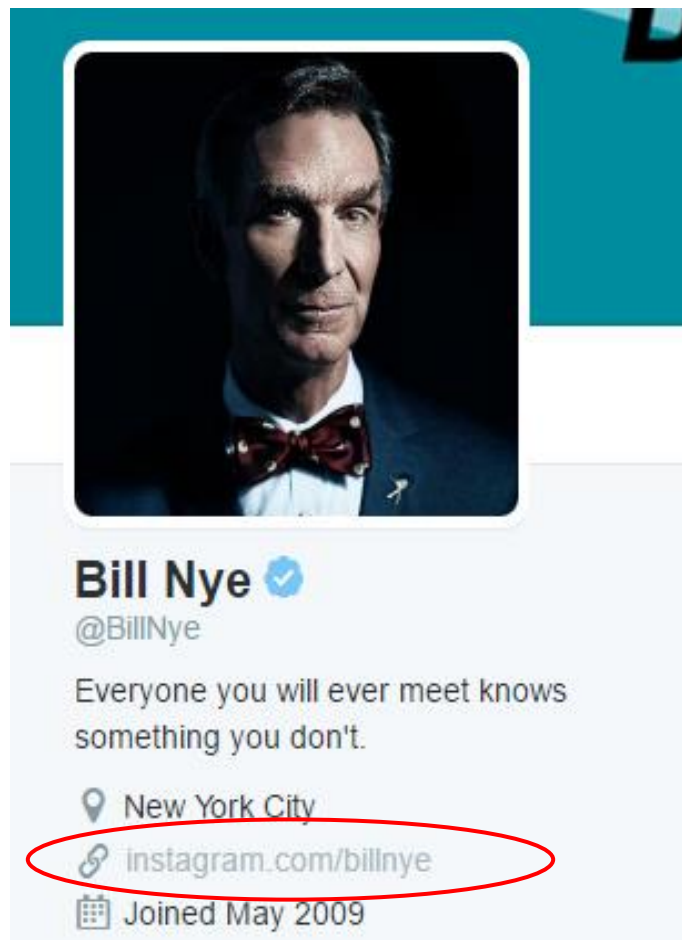 Bill Nye
@BillNye
Everyone you will ever meet knows
something you don't.
New York City
instagram.com/billnye
Joined May 2009